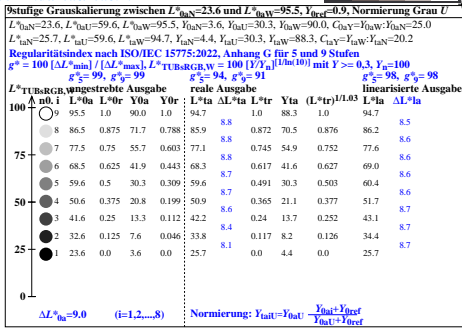 9stufige Grauskalierung zwischen L*0aN=23.6 und L*0aW=95.5, Y0ref=0.9, Normierung Grau U
L*0aN=23.6, L*0aU=59.6, L*0aW=95.5, Y0aN=3.6, Y0aU=30.3, Y0aW=90.0, C0aY=Y0aW:Y0aN=25.0
L*taN=25.7, L*taU=59.6, L*taW=94.7, YtaN=4.4, YtaU=30.3, YtaW=88.3, CtaY=YtaW:YtaN=20.2
Regularitätsindex nach ISO/IEC 15775:2022, Anhang G für 5 und 9 Stufen
g* = 100 [ΔL*min] / [ΔL*max], L*TUBsRGB,W = 100 [Y/Yn]^[1/ln(10)] mit Y >=0.3, Yn=100
g*5= 99, g*9= 99 g*5= 94, g*9= 91 g*5= 98, g*9= 98
L*TUBsRGB,W angestrebte Ausgabe reale Ausgabe linearisierte Ausgabe
n0. i L*0a L*0r Y0a Y0r L*ta ΔL*ta L*tr Yta (L*tr)^1/1.03 L*la ΔL*la
100 9 95.5 1.0 90.0 1.0 94.7 1.0 88.3 1.0 94.7
8.8 8.5
8 86.5 0.875 71.7 0.788 85.9 0.872 70.5 0.876 86.2
8.8 8.6
75 7 77.5 0.75 55.7 0.603 77.1 0.745 54.9 0.752 77.6
8.8 8.6
6 68.5 0.625 41.9 0.443 68.3 0.617 41.6 0.627 69.0
8.7 8.6
5 59.6 0.5 30.3 0.309 59.6 0.491 30.3 0.503 60.4
8.7 8.7
50 4 50.6 0.375 20.8 0.199 50.9 0.365 21.1 0.377 51.7
8.6 8.6
3 41.6 0.25 13.3 0.112 42.2 0.24 13.7 0.252 43.1
8.4 8.7
2 32.6 0.125 7.6 0.046 33.8 0.117 8.2 0.126 34.4
8.1 8.7
25 1 23.6 0.0 3.6 0.0 25.7 0.0 4.4 0.0 25.7
0
ΔL*0a=9.0 (i=1,2,...,8) Normierung: YtaiU=Y0aU (Y0ai+Y0ref)/(Y0aU+Y0ref)